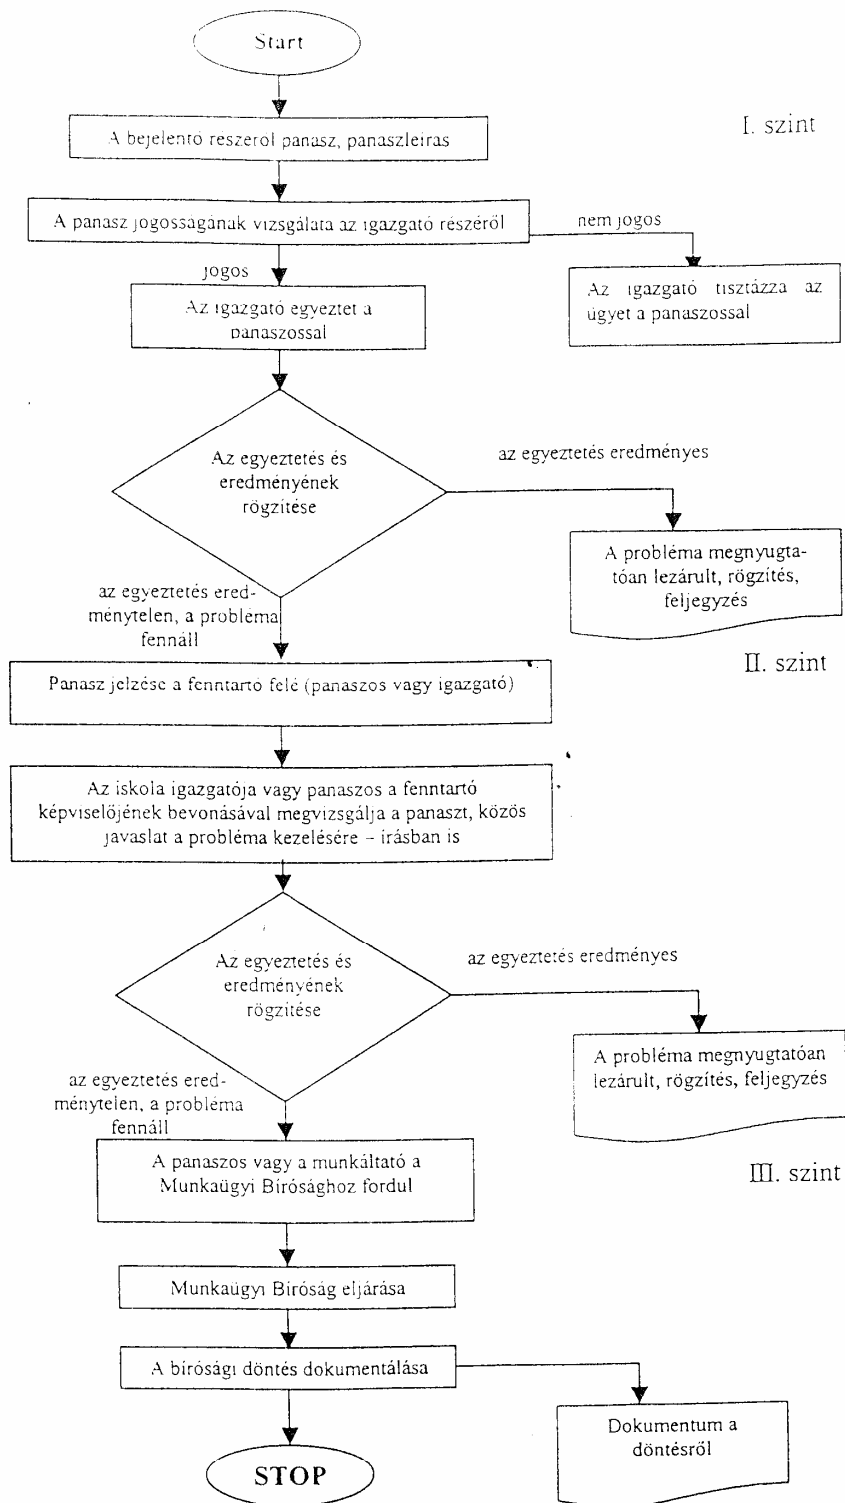 Start
I. szint
A bejelentő részéről panasz, panaszleírás
A panasz jogosságának vizsgálata az igazgató részéről
nem jogos
jogos
Az igazgató egyeztet a
panaszossal
Az igazgató tisztázza az
ügyet a panaszossal
Az egyeztetés és
eredményének
rögzítése
az egyeztetés eredményes
A probléma megnyugta-
tóan lezárult, rögzítés,
feljegyzés
az egyeztetés ered-
ménytelen, a probléma
fennáll
II. szint
Panasz jelzése a fenntartó felé (panaszos vagy igazgató)
Az iskola igazgatója vagy panaszos a fenntartó
képviselőjének bevonásával megvizsgálja a panaszt, közös
javaslat a probléma kezelésére – írásban is
Az egyeztetés és
eredményének
rögzítése
az egyeztetés eredményes
A probléma megnyugtatóan
lezárult, rögzítés, feljegyzés
az egyeztetés ered-
ménytelen, a probléma
fennáll
III. szint
A panaszos vagy a munkáltató a
Munkaügyi Bírósághoz fordul
Munkaügyi Bíróság eljárása
A bírósági döntés dokumentálása
Dokumentum a
döntésről
STOP